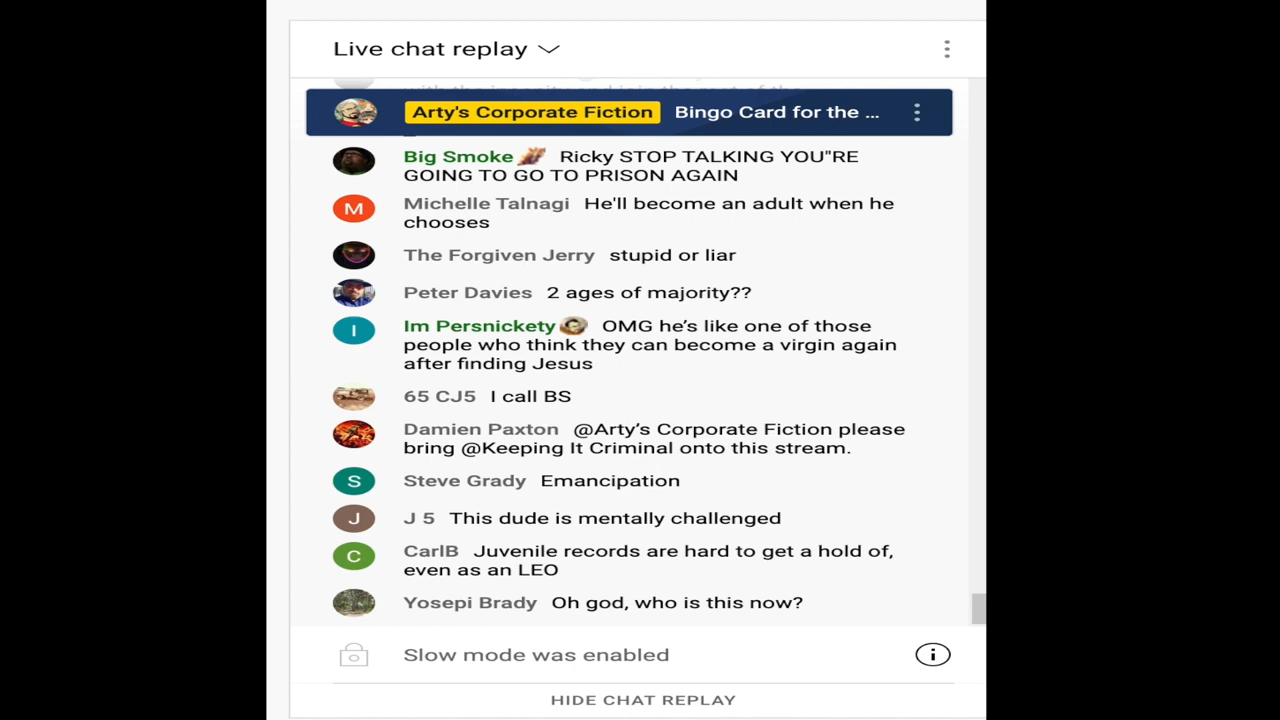 Live chat replay
Arty's Corporate Fiction Bingo Card for the ...
Big Smoke Ricky STOP TALKING YOU"RE
GOING TO GO TO PRISON AGAIN
M Michelle Talnagi He'll become an adult when he
chooses
The Forgiven Jerry stupid or liar
Peter Davies 2 ages of majority??
I Im Persnickety OMG he's like one of those
people who think they can become a virgin again
after finding Jesus
65 CJ5 I call BS
Damien Paxton @Arty's Corporate Fiction please
bring @Keeping It Criminal onto this stream.
S Steve Grady Emancipation
J J 5 This dude is mentally challenged
C CarlB Juvenile records are hard to get a hold of,
even as an LEO
Yosepi Brady Oh god, who is this now?
Slow mode was enabled
HIDE CHAT REPLAY